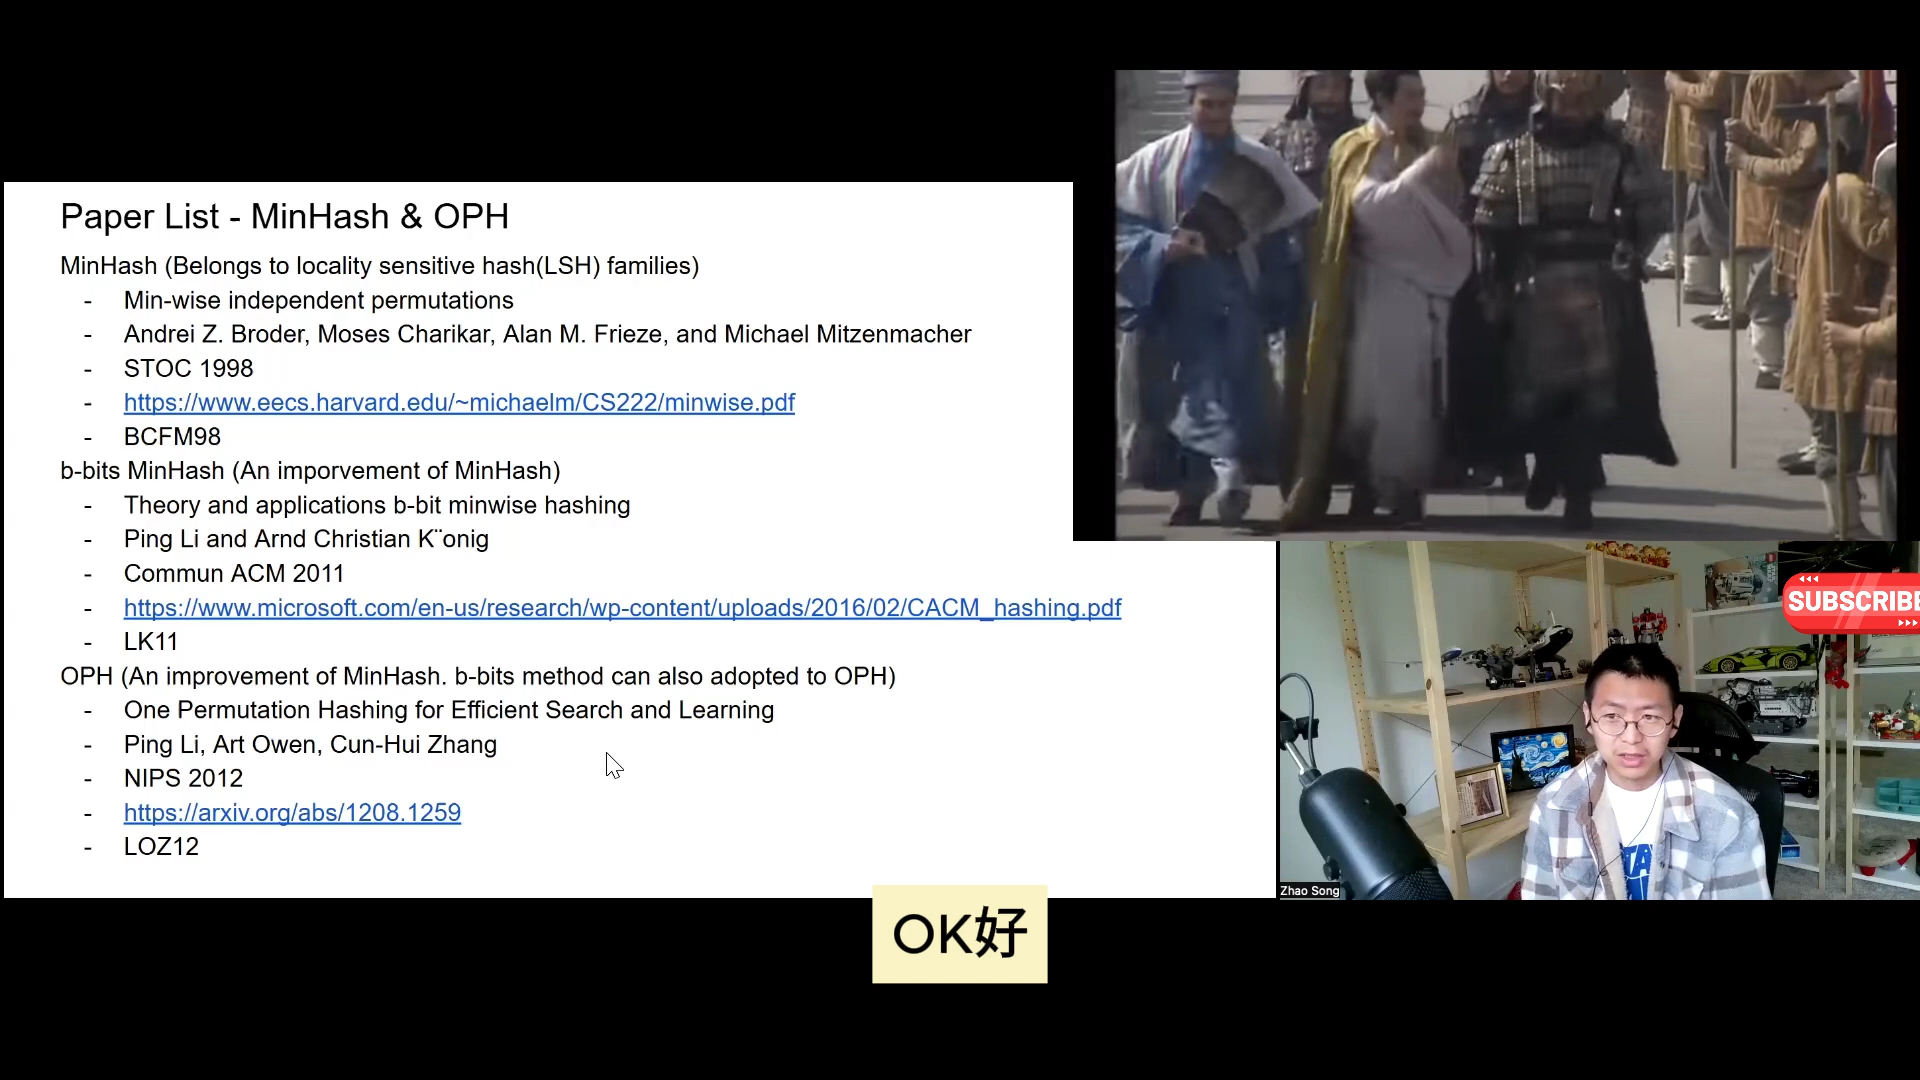 Paper List - MinHash & OPH
MinHash (Belongs to locality sensitive hash(LSH) families)
- Min-wise independent permutations
- Andrei Z. Broder, Moses Charikar, Alan M. Frieze, and Michael Mitzenmacher
- STOC 1998
- https://www.eecs.harvard.edu/~michaelm/CS222/minwise.pdf
- BCFM98
b-bits MinHash (An imporvement of MinHash)
- Theory and applications b-bit minwise hashing
- Ping Li and Arnd Christian K¨onig
- Commun ACM 2011
- https://www.microsoft.com/en-us/research/wp-content/uploads/2016/02/CACM_hashing.pdf
- LK11
OPH (An improvement of MinHash. b-bits method can also adopted to OPH)
- One Permutation Hashing for Efficient Search and Learning
- Ping Li, Art Owen, Cun-Hui Zhang
- NIPS 2012
- https://arxiv.org/abs/1208.1259
- LOZ12
SUBSCRIBE
Zhao Song
OK好